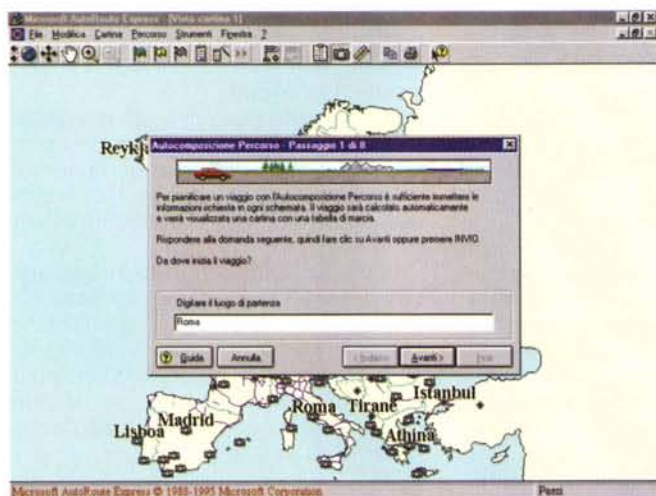 Microsoft AutoRoute Express - [Vista cartina 1]
File Modifica Cartina Percorso Strumenti Finestra ?
Autocomposizione Percorso - Passaggio 1 di 8
Per pianificare un viaggio con l'Autocomposizione Percorso è sufficiente immettere le
informazioni richieste in ogni schermata. Il viaggio sarà calcolato automaticamente
e verrà visualizzata una cartina con una tabella di marcia.
Rispondere alla domanda seguente, quindi fare clic su Avanti oppure premere INVIO.
Da dove inizia il viaggio?
Digitare il luogo di partenza
Roma
? Guida
Annulla
< Indietro
Avanti >
Fine
Istanbul
Roma
Tiranë
Madrid
Lisboa
Athina
Microsoft AutoRoute Express © 1988-1995 Microsoft Corporation
Paesi